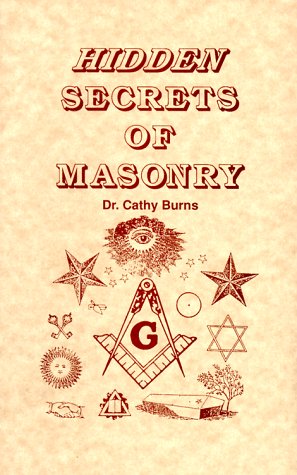 HIDDEN
SECRETS
OF
MASONRY
Dr. Cathy Burns
G